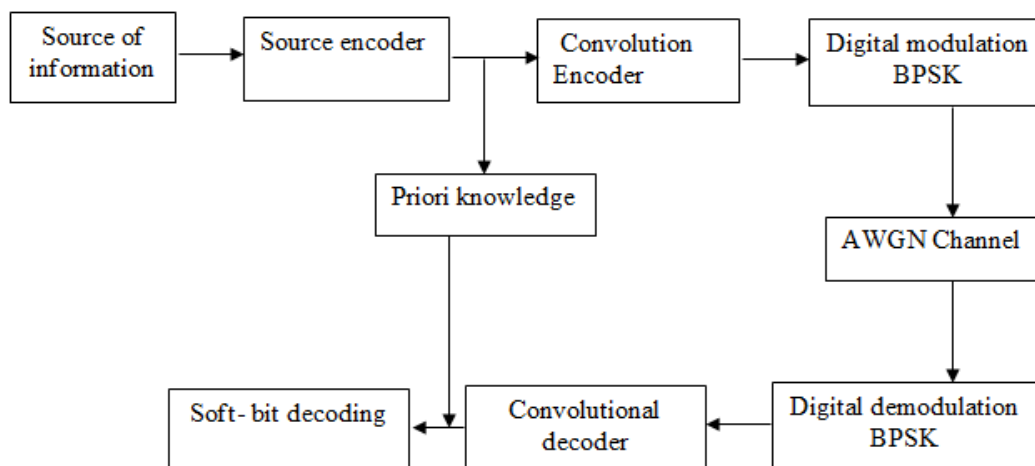 Source of
information
Source encoder
Convolution
Encoder
Digital modulation
BPSK
Priori knowledge
AWGN Channel
Soft- bit decoding
Convolutional
decoder
Digital demodulation
BPSK